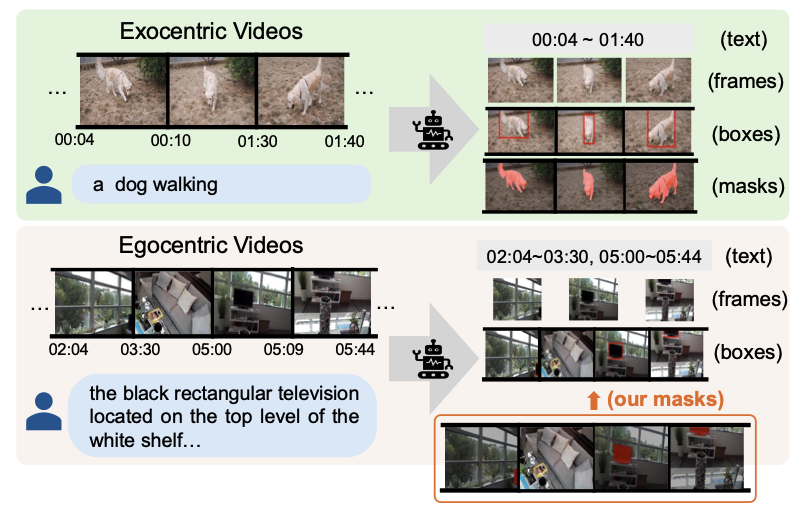 Exocentric Videos
...
...
00:04
00:10
01:30
01:40
a dog walking
00:04 ~ 01:40
(text)
(frames)
(boxes)
(masks)
Egocentric Videos
...
...
02:04
03:30
05:00
05:09
05:44
the black rectangular television
located on the top level of the
white shelf...
02:04~03:30, 05:00~05:44
(text)
(frames)
(boxes)
(our masks)